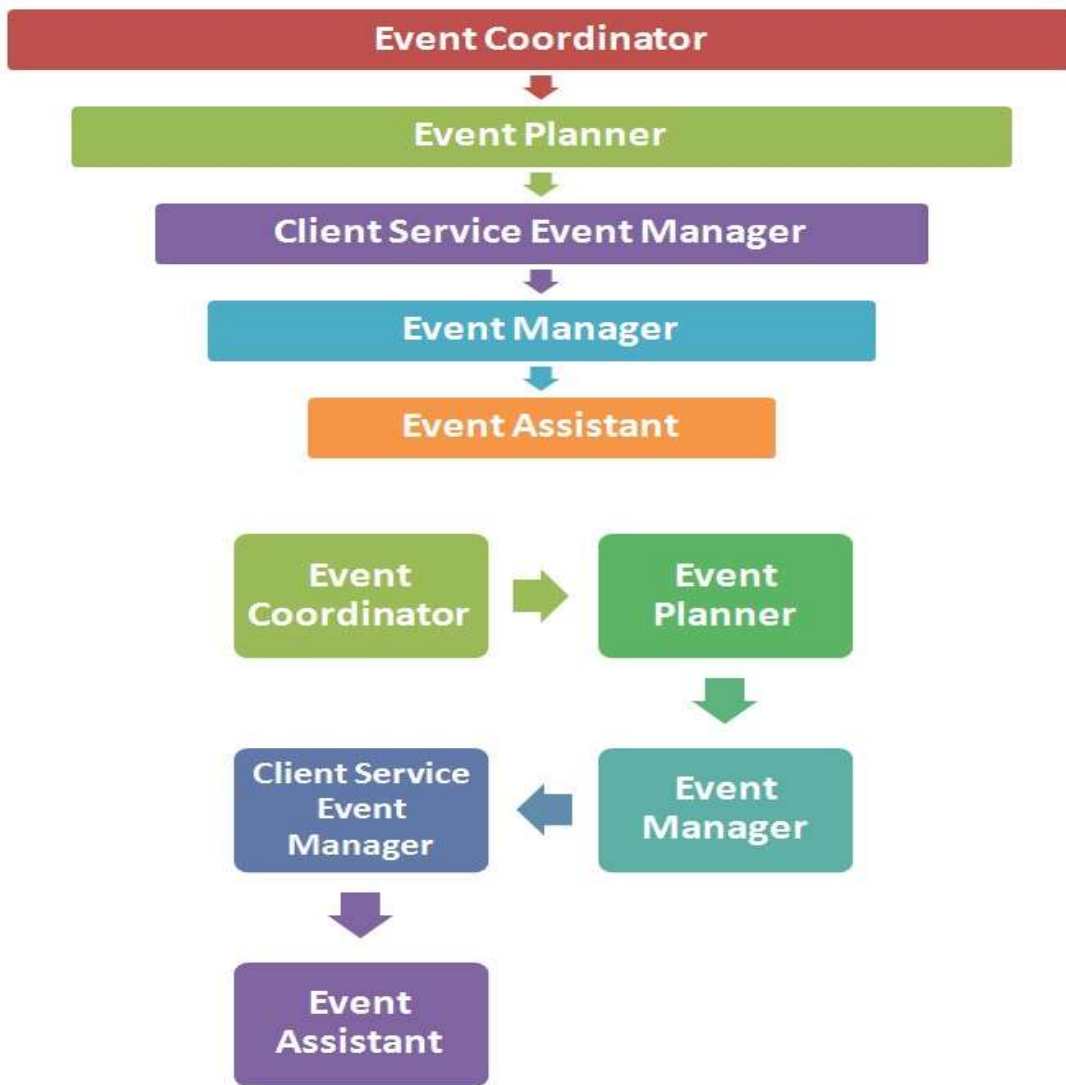 Event Coordinator
Event Planner
Client Service Event Manager
Event Manager
Event Assistant
Event
Coordinator
Event
Planner
Client Service
Event
Manager
Event
Manager
Event
Assistant